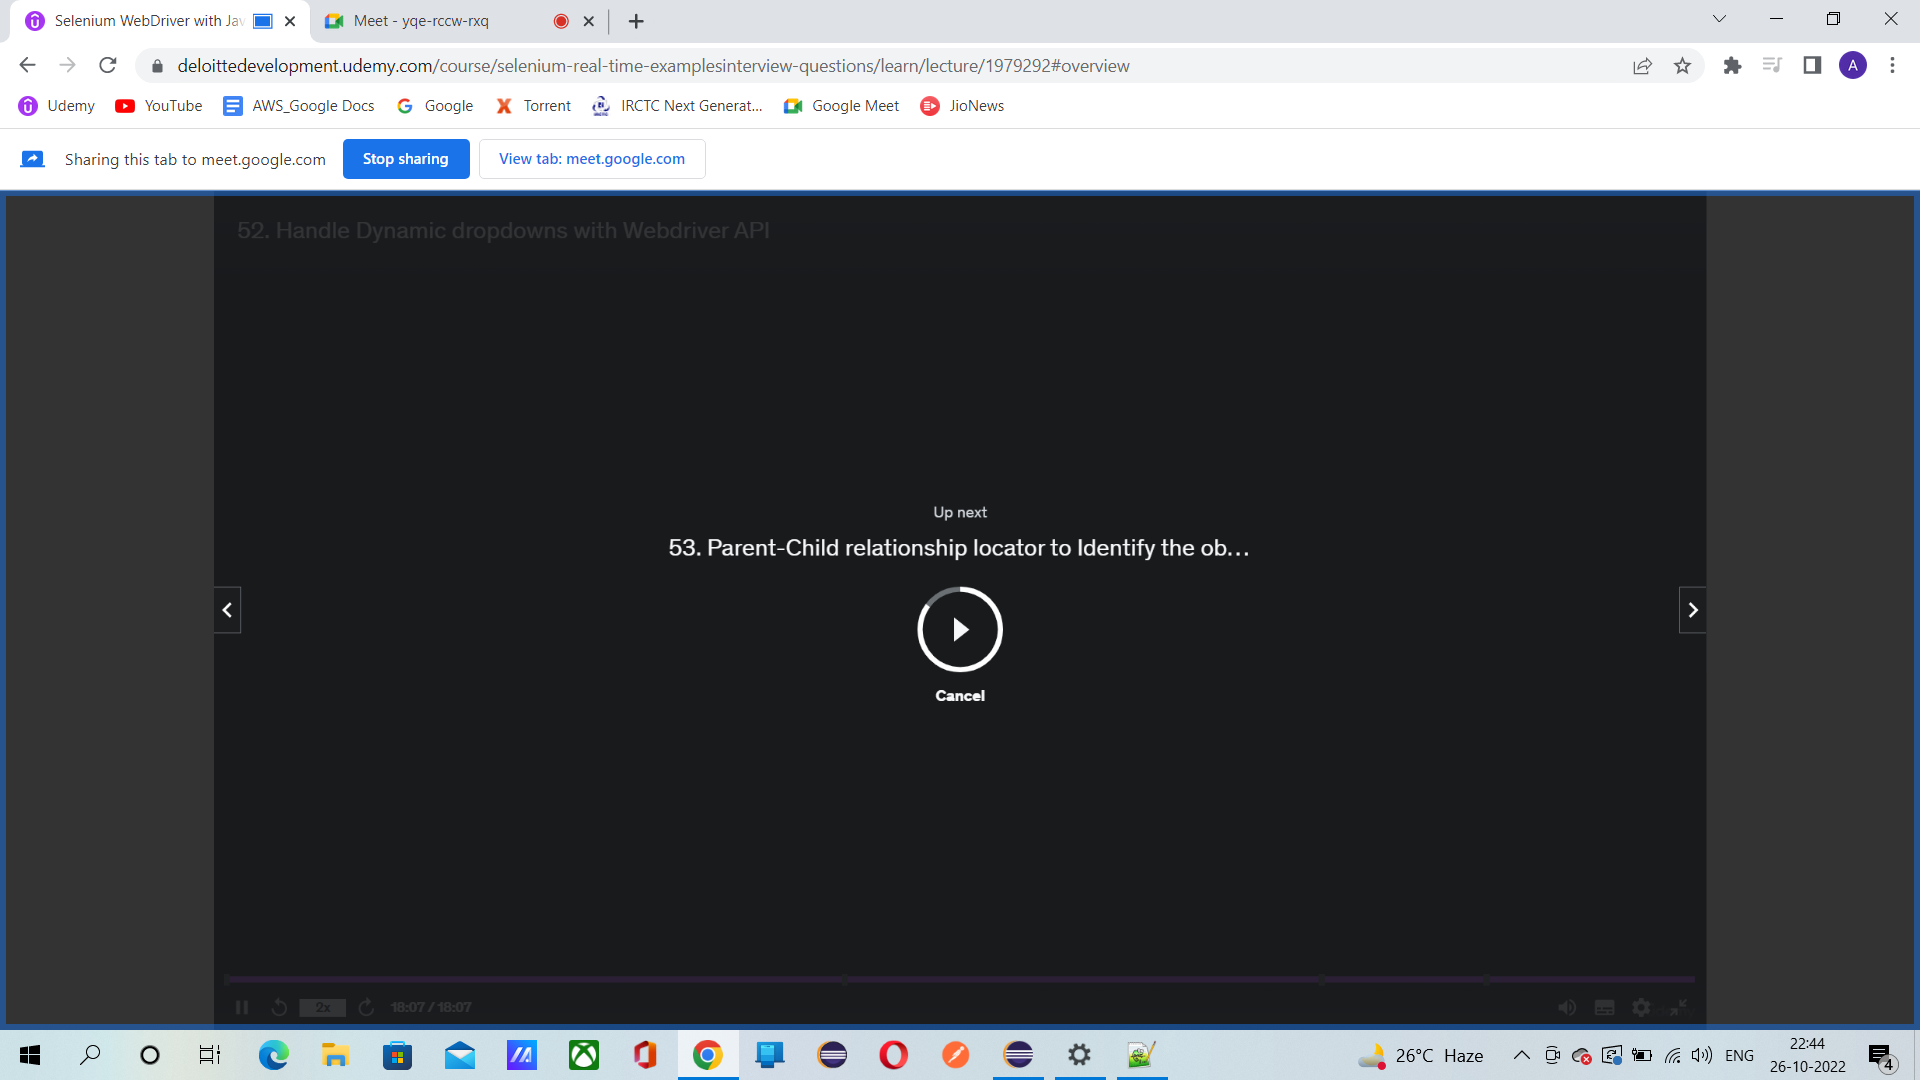 Selenium WebDriver with Jav
Meet - yqe-rccw-rxq
deloittedevelopment.udemy.com/course/selenium-real-time-examplesinterview-questions/learn/lecture/1979292#overview
A
Udemy
YouTube
AWS_Google Docs
Google
Torrent
IRCTC Next Generat...
Google Meet
JioNews
Sharing this tab to meet.google.com
Stop sharing
View tab: meet.google.com
52. Handle Dynamic dropdowns with Webdriver API
Up next
53. Parent-Child relationship locator to Identify the ob...
Cancel
2x
18:07 / 18:07
26°C Haze
ENG
22:44
26-10-2022
4